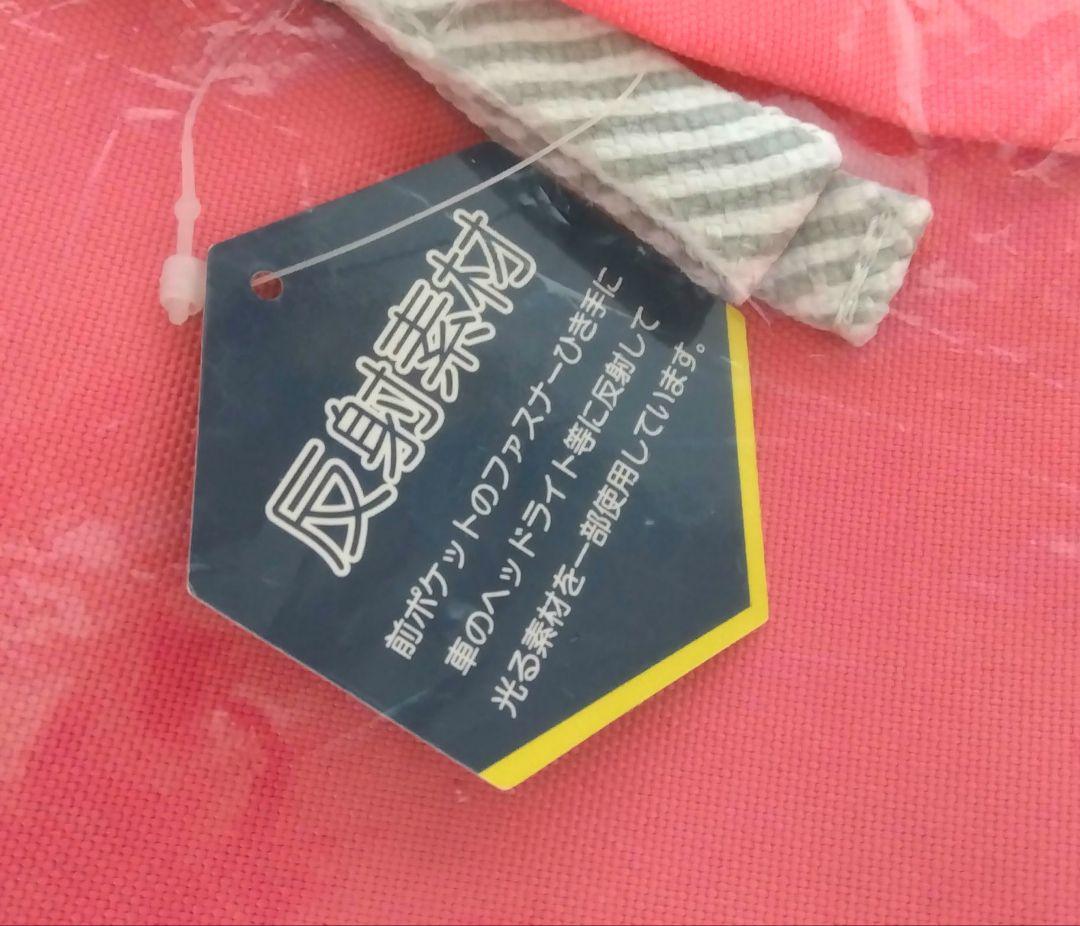 反射素材
前ポケットのファスナーひき手に
車のヘッドライト等に反射して
光る素材を一部使用しています。